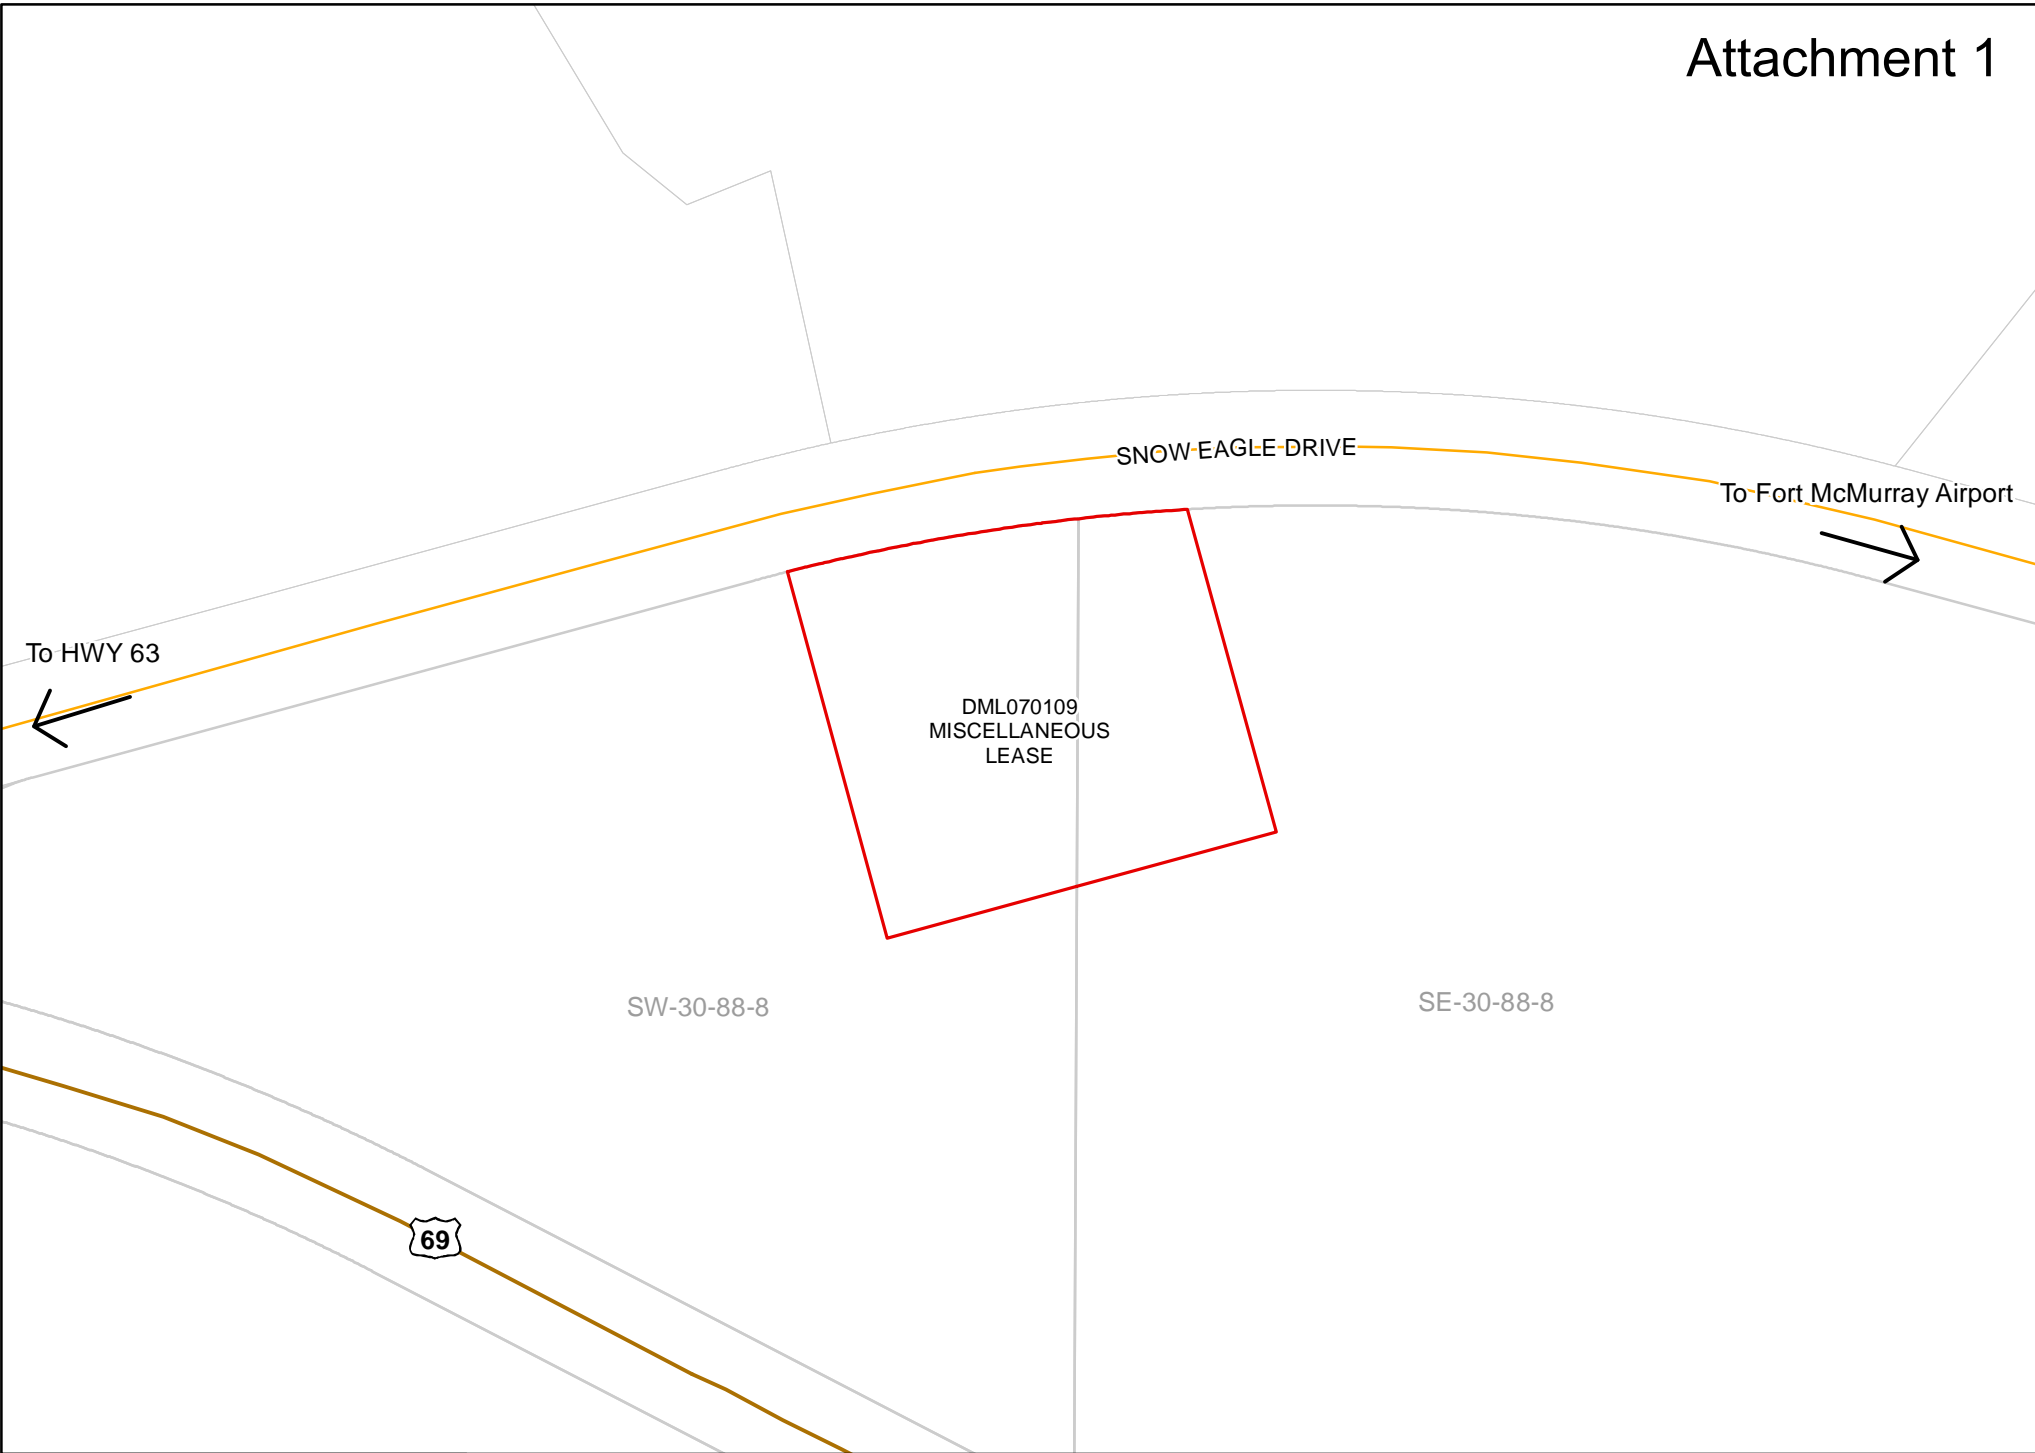 Attachment 1
SNOW EAGLE DRIVE
To Fort McMurray Airport
To HWY 63
DML070109
MISCELLANEOUS
LEASE
SW-30-88-8
SE-30-88-8
69